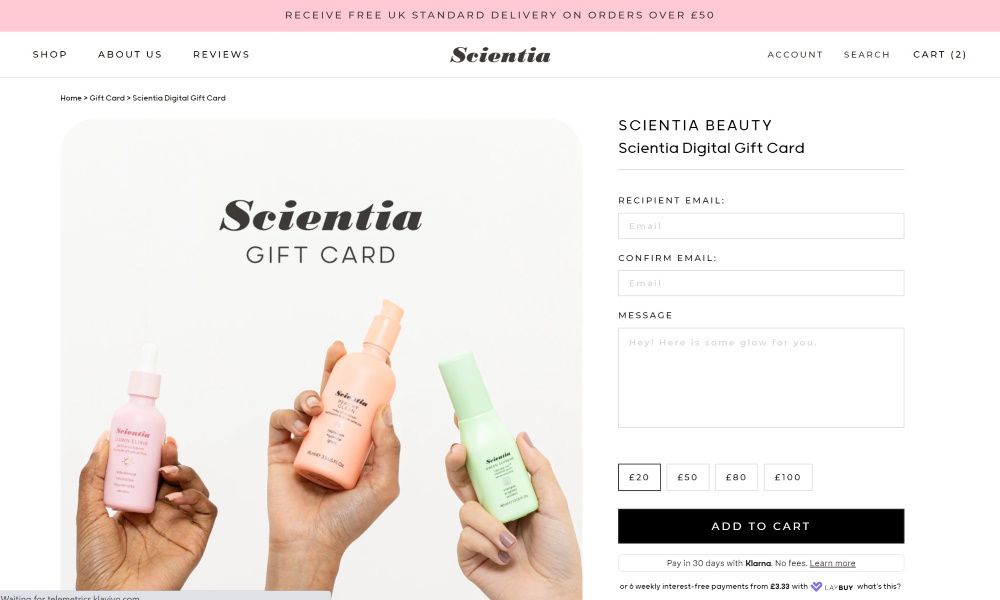 RECEIVE FREE UK STANDARD DELIVERY ON ORDERS OVER £50
SHOP ABOUT US REVIEWS Scientia ACCOUNT SEARCH CART (2)
Home > Gift Card > Scientia Digital Gift Card
Scientia
GIFT CARD
Scientia
Scientia
Scientia
SCIENTIA BEAUTY
Scientia Digital Gift Card
RECIPIENT EMAIL:
Email
CONFIRM EMAIL:
Email
MESSAGE
Hey! Here is some glow for you.
£20 £50 £80 £100
ADD TO CART
Pay in 30 days with Klarna. No fees. Learn more
or 6 weekly interest-free payments from £3.33 with LAYBUY what's this?
Waiting for telemetrics.klaviyo.com